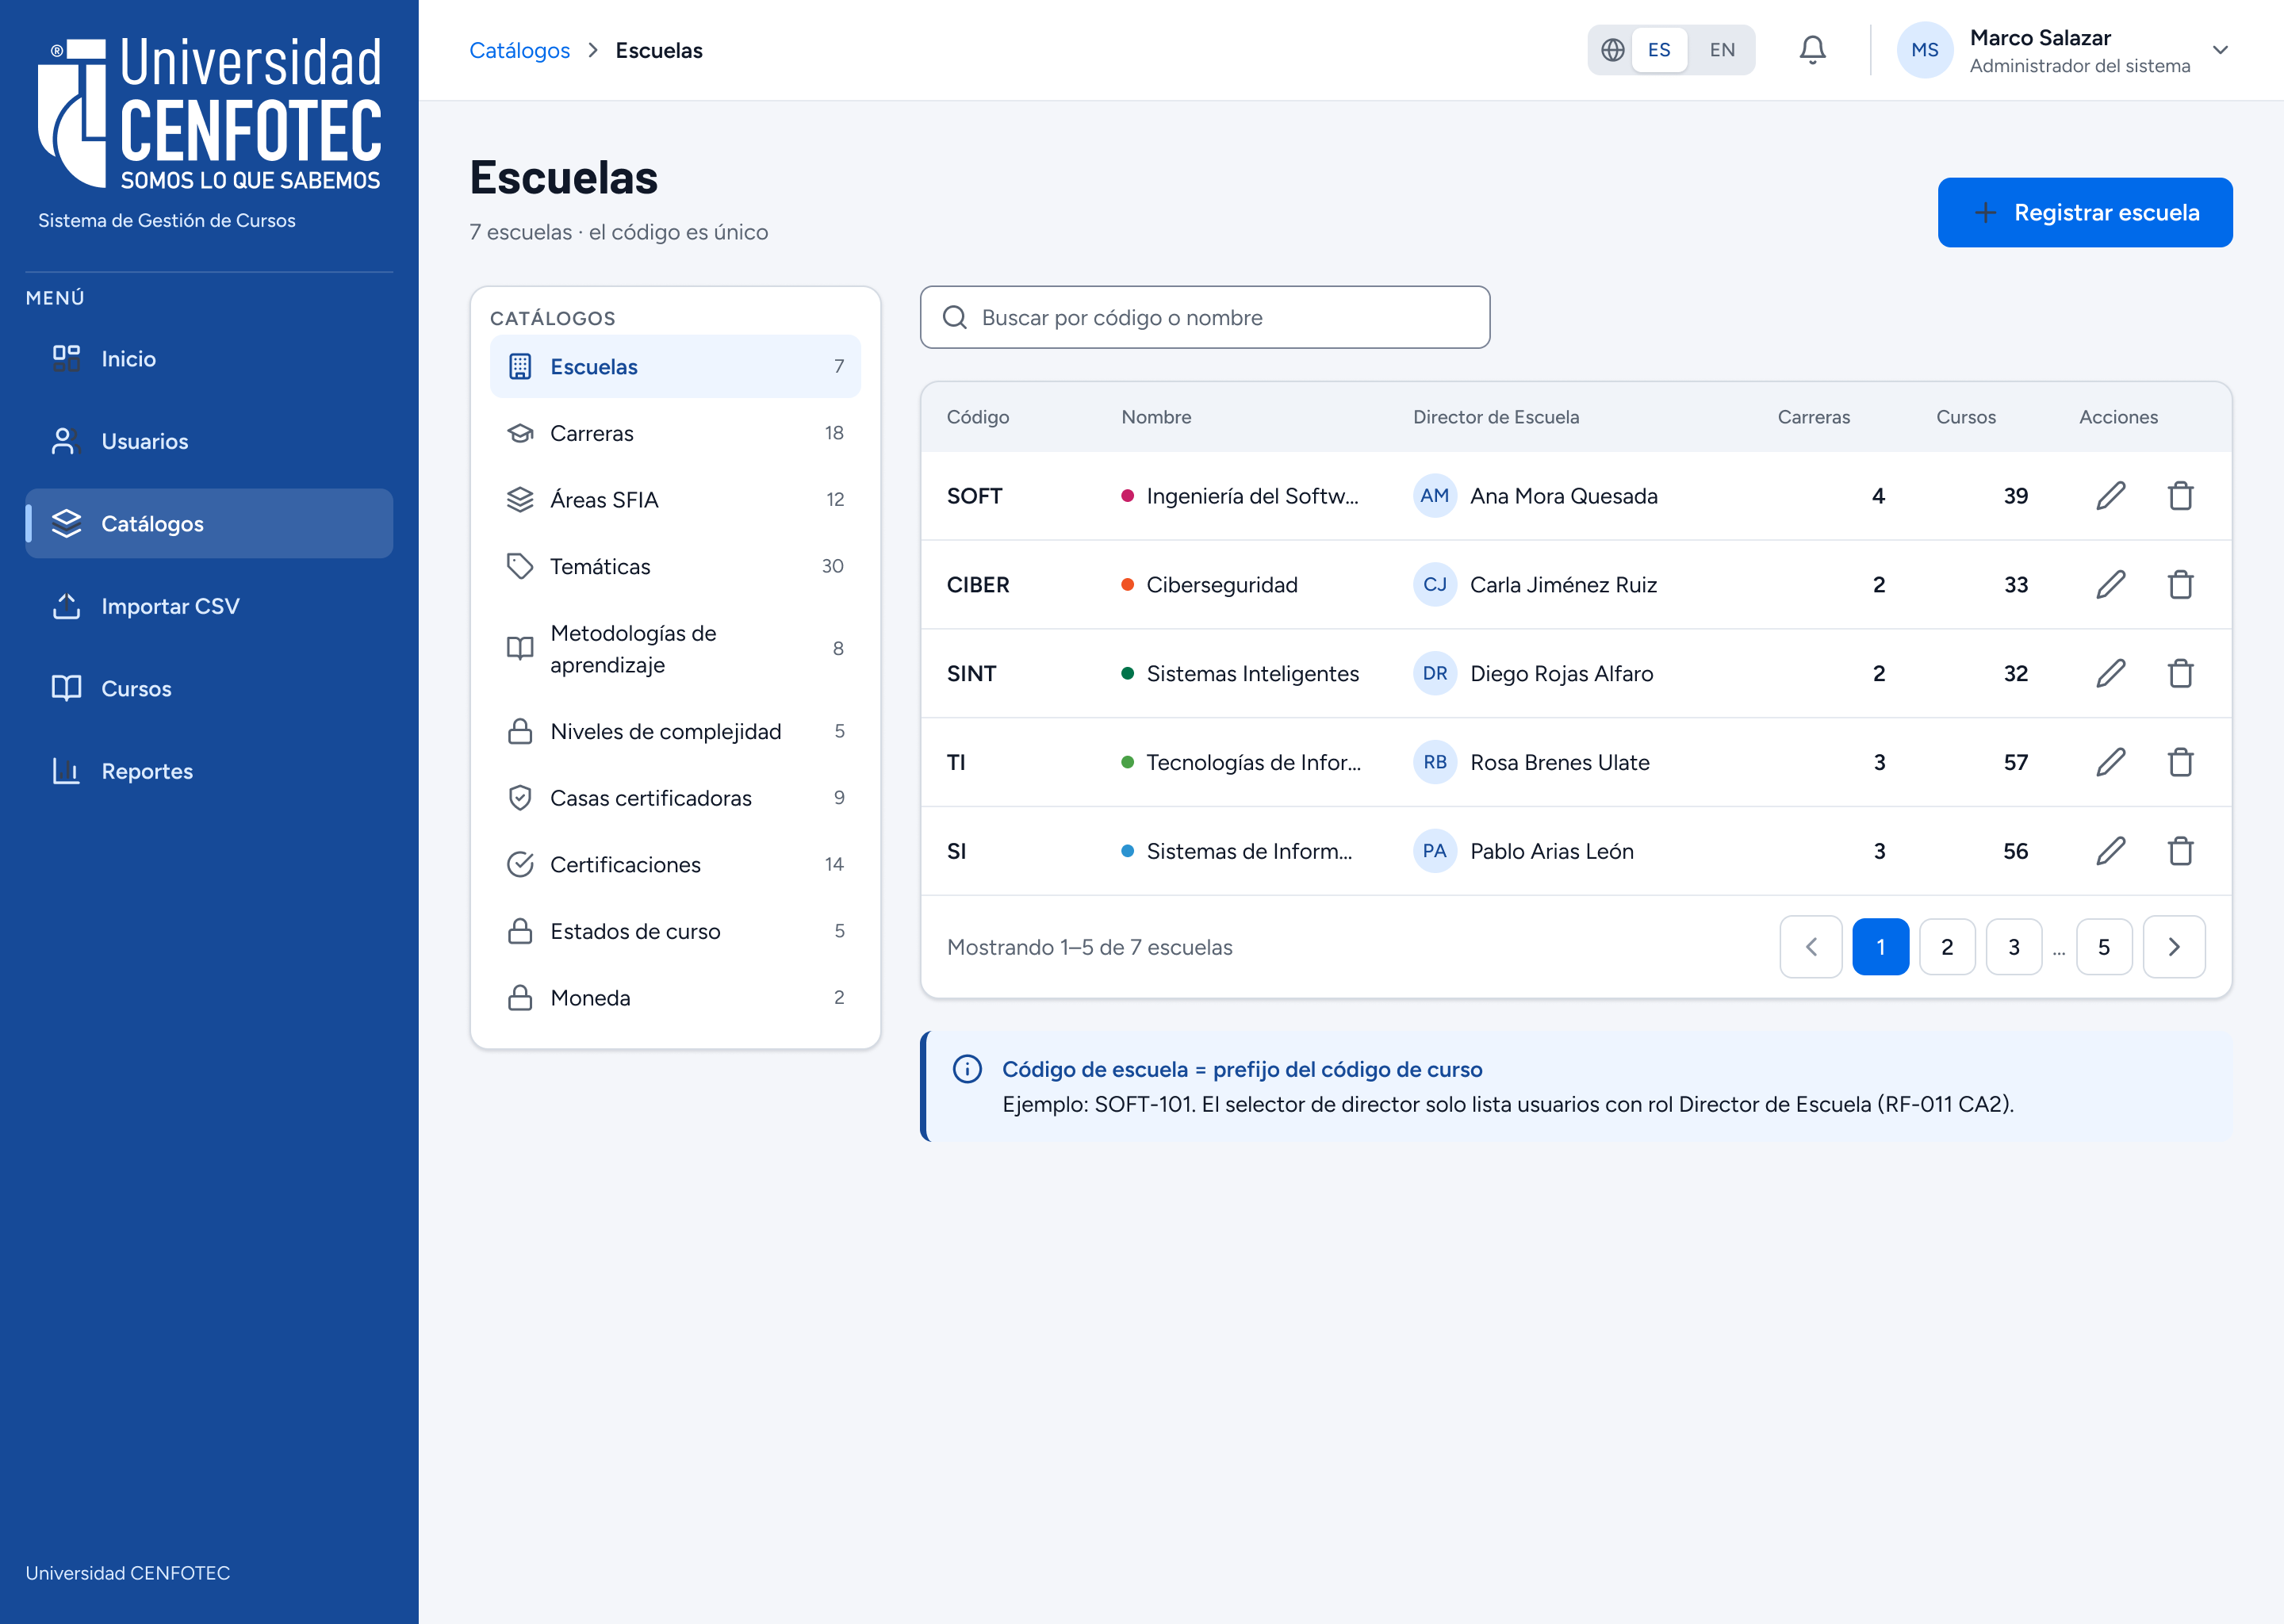 Universidad
CENFOTEC
SOMOS LO QUE SABEMOS
®
Sistema de Gestión de Cursos
MENÚ
Inicio
Usuarios
Catálogos
Importar CSV
Cursos
Reportes
Universidad CENFOTEC
Catálogos > Escuelas
ES EN
MS
Marco Salazar
Administrador del sistema
Escuelas
7 escuelas · el código es único
+ Registrar escuela
CATÁLOGOS
Escuelas 7
Carreras 18
Áreas SFIA 12
Temáticas 30
Metodologías de
aprendizaje 8
Niveles de complejidad 5
Casas certificadoras 9
Certificaciones 14
Estados de curso 5
Moneda 2
Buscar por código o nombre
Código Nombre Director de Escuela Carreras Cursos Acciones
SOFT Ingeniería del Softw... AM Ana Mora Quesada 4 39
CIBER Ciberseguridad CJ Carla Jiménez Ruiz 2 33
SINT Sistemas Inteligentes DR Diego Rojas Alfaro 2 32
TI Tecnologías de Infor... RB Rosa Brenes Ulate 3 57
SI Sistemas de Inform... PA Pablo Arias León 3 56
Mostrando 1–5 de 7 escuelas
1 2 3 ... 5
Código de escuela = prefijo del código de curso
Ejemplo: SOFT-101. El selector de director solo lista usuarios con rol Director de Escuela (RF-011 CA2).